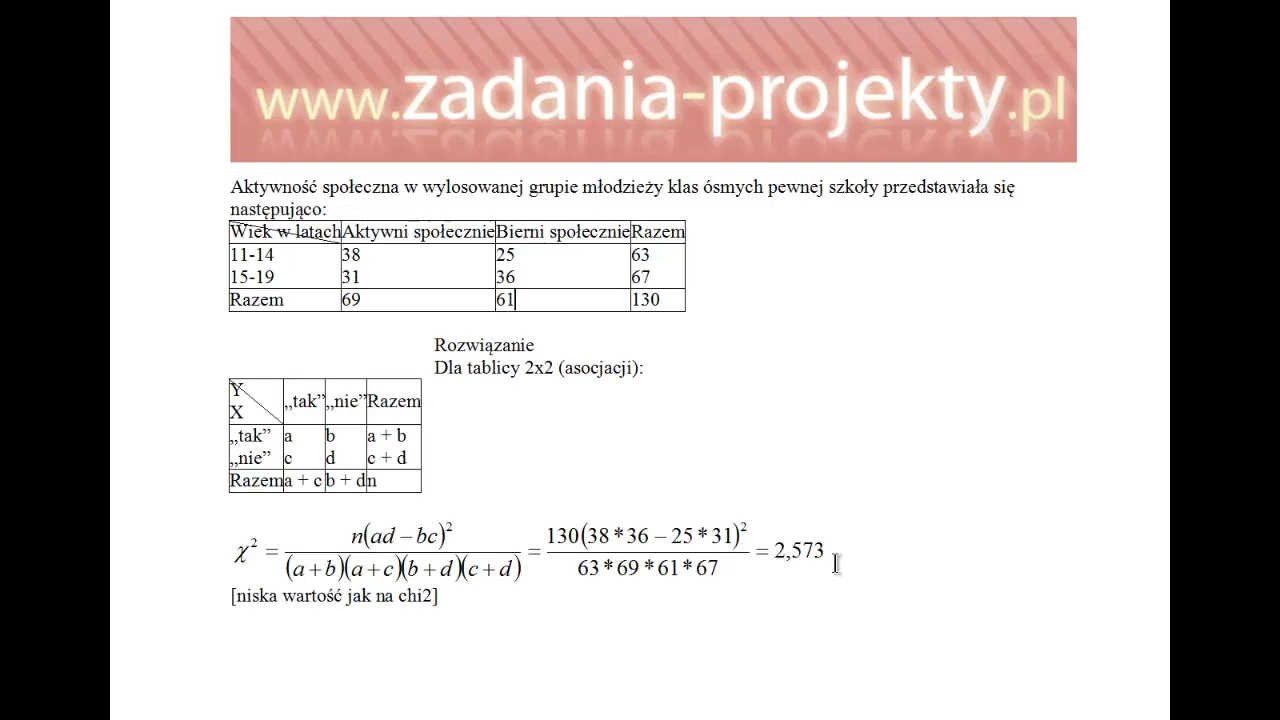 www.zadania-projekty.pl
Aktywność społeczna w wylosowanej grupie młodzieży klas ósmych pewnej szkoły przedstawiała się
następująco:
Wiek w latach Aktywni społecznie Bierni społecznie Razem
11-14 38 25 63
15-19 31 36 67
Razem 69 61 130
Rozwiązanie
Dla tablicy 2x2 (asocjacji):
Y
X „tak” „nie” Razem
„tak” a b a + b
„nie” c d c + d
Razem a + c b + d n
χ² = n(ad − bc)² / (a + b)(a + c)(b + d)(c + d) = 130(38 * 36 − 25 * 31)² / 63 * 69 * 61 * 67 = 2,573
[niska wartość jak na chi2]